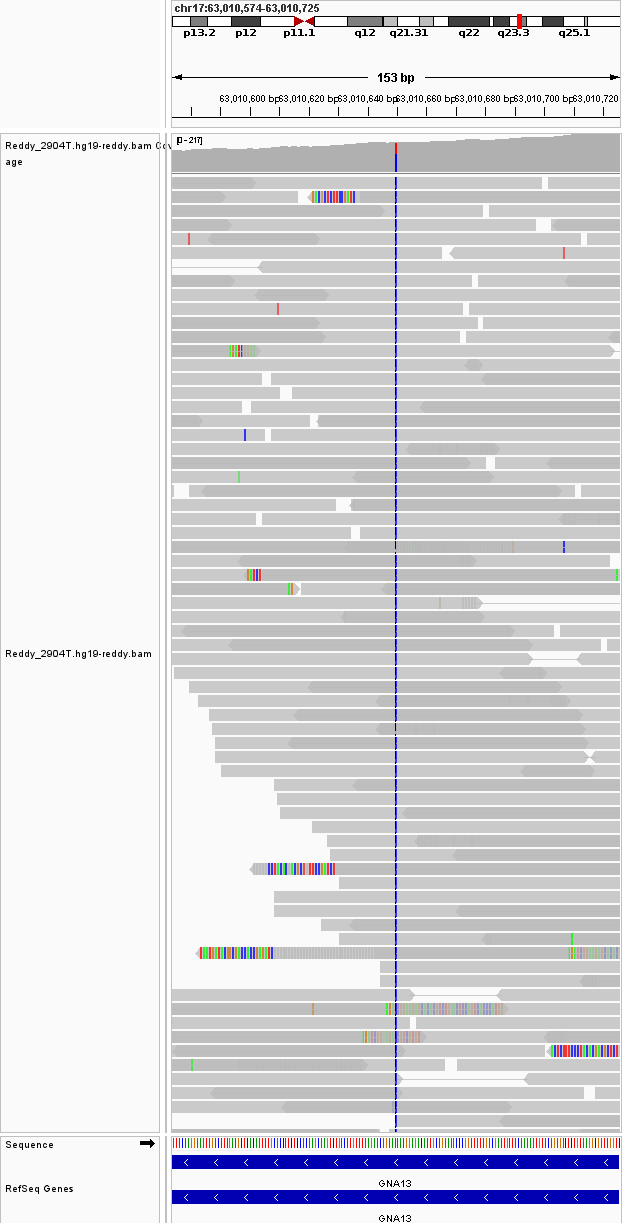 chr17:63,010,574-63,010,725
p13.2 p12 p11.1 q12 q21.31 q22 q23.3 q25.1
153 bp
63,010,600 bp 63,010,620 bp 63,010,640 bp 63,010,660 bp 63,010,680 bp 63,010,700 bp 63,010,720
Reddy_2904T.hg19-reddy.bam Cov
age
[0 - 217]
Reddy_2904T.hg19-reddy.bam
Sequence
RefSeq Genes
GNA13
GNA13